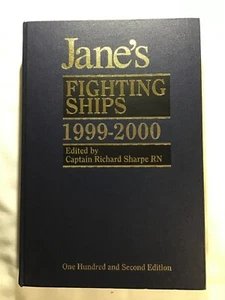 Jane's
FIGHTING
SHIPS
1999-2000
Edited by
Captain Richard Sharpe RN
One Hundred and Second Edition